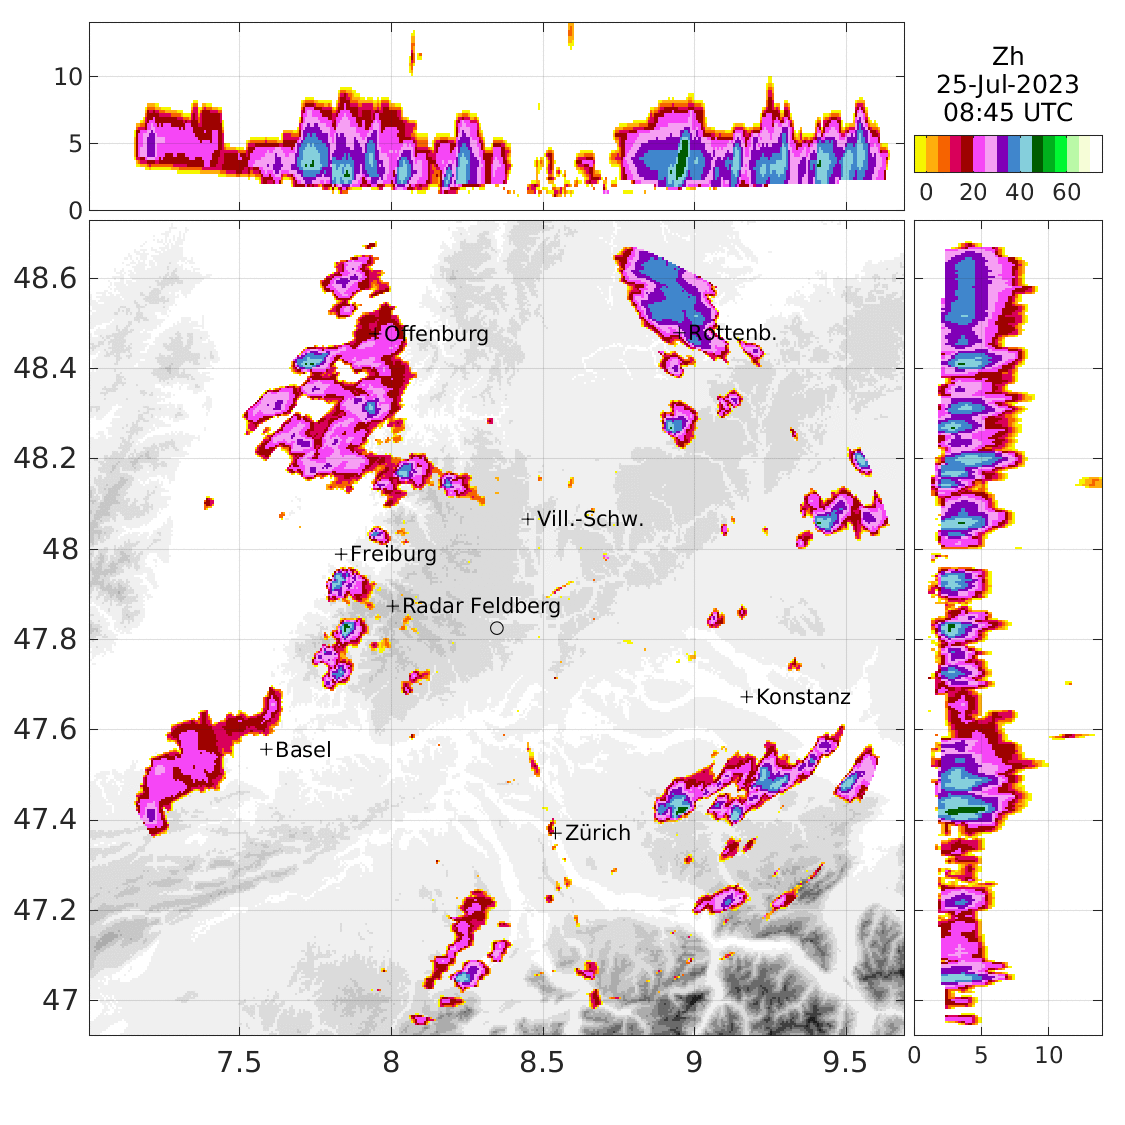 10
5
0
Zh
25-Jul-2023
08:45 UTC
0 20 40 60
48.6
48.4
48.2
48
47.8
47.6
47.4
47.2
47
Offenburg
Rottenb.
Vill.-Schw.
Freiburg
Radar Feldberg
Konstanz
Basel
Zürich
7.5 8 8.5 9 9.5
0 5 10